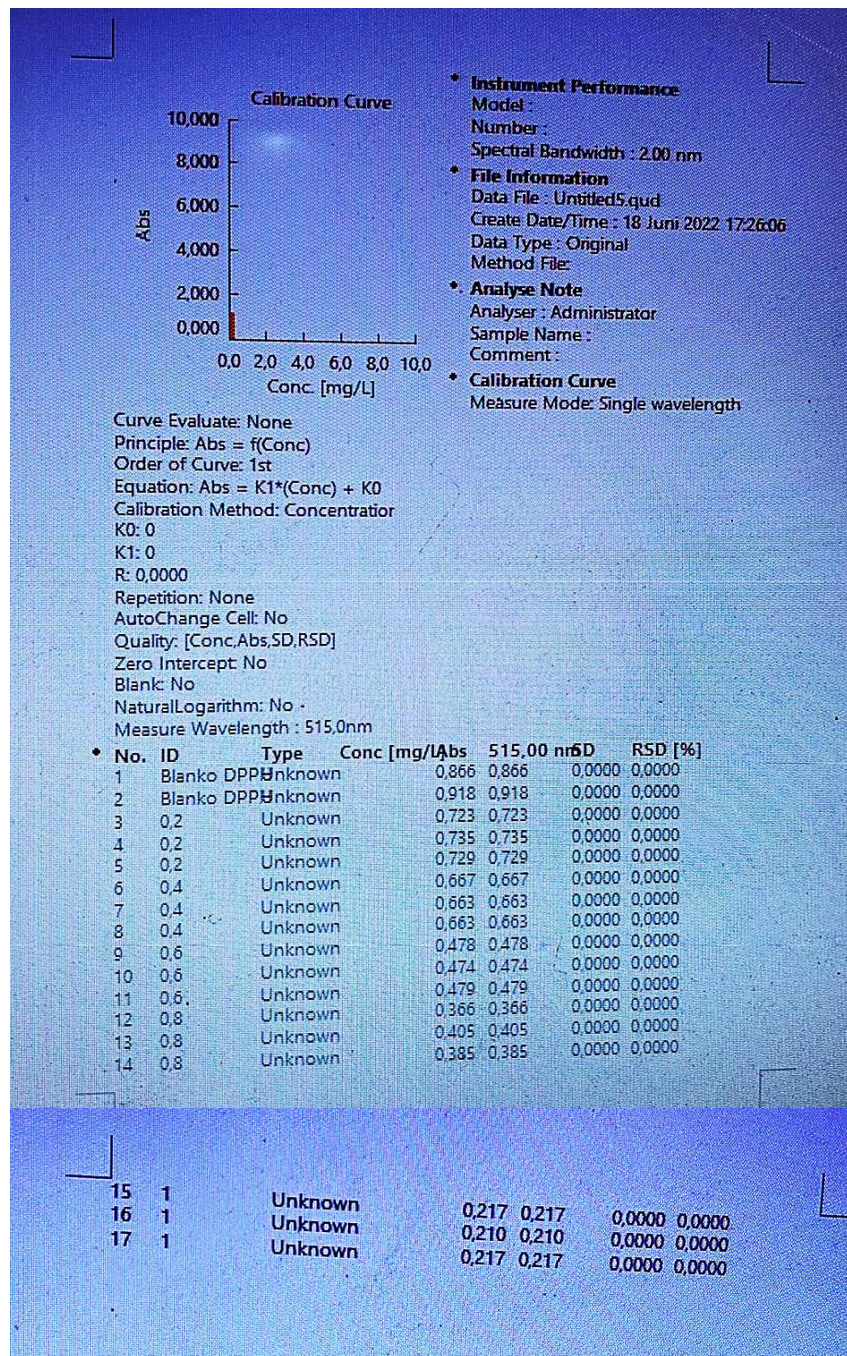 Calibration Curve
10,000
8,000
6,000
4,000
2,000
0,000
Abs
0,0 2,0 4,0 6,0 8,0 10,0
Conc. [mg/L]
* Instrument Performance
Model :
Number :
Spectral Bandwidth : 2.00 nm
* File Information
Data File : Untitled5.qud
Create Date/Time : 18 Juni 2022 17:26:06
Data Type : Original
Method File:
* Analyse Note
Analyser : Administrator
Sample Name :
Comment :
* Calibration Curve
Measure Mode: Single wavelength
Curve Evaluate: None
Principle: Abs = f(Conc)
Order of Curve: 1st
Equation: Abs = K1*(Conc) + K0
Calibration Method: Concentratior
K0: 0
K1: 0
R: 0,0000
Repetition: None
AutoChange Cell: No
Quality: [Conc,Abs,SD,RSD]
Zero Intercept: No
Blank: No
NaturalLogarithm: No
Measure Wavelength : 515,0nm
* No. ID Type Conc [mg/L] Abs 515,00 nm SD RSD [%]
1 Blanko DPPH Unknown 0,866 0,866 0,0000 0,0000
2 Blanko DPPH Unknown 0,918 0,918 0,0000 0,0000
3 0,2 Unknown 0,723 0,723 0,0000 0,0000
4 0,2 Unknown 0,735 0,735 0,0000 0,0000
5 0,2 Unknown 0,729 0,729 0,0000 0,0000
6 0,4 Unknown 0,667 0,667 0,0000 0,0000
7 0,4 Unknown 0,663 0,663 0,0000 0,0000
8 0,4 Unknown 0,663 0,663 0,0000 0,0000
9 0,6 Unknown 0,478 0,478 0,0000 0,0000
10 0,6 Unknown 0,474 0,474 0,0000 0,0000
11 0,6 Unknown 0,479 0,479 0,0000 0,0000
12 0,8 Unknown 0,366 0,366 0,0000 0,0000
13 0,8 Unknown 0,405 0,405 0,0000 0,0000
14 0,8 Unknown 0,385 0,385 0,0000 0,0000
15 1 Unknown 0,217 0,217 0,0000 0,0000
16 1 Unknown 0,210 0,210 0,0000 0,0000
17 1 Unknown 0,217 0,217 0,0000 0,0000